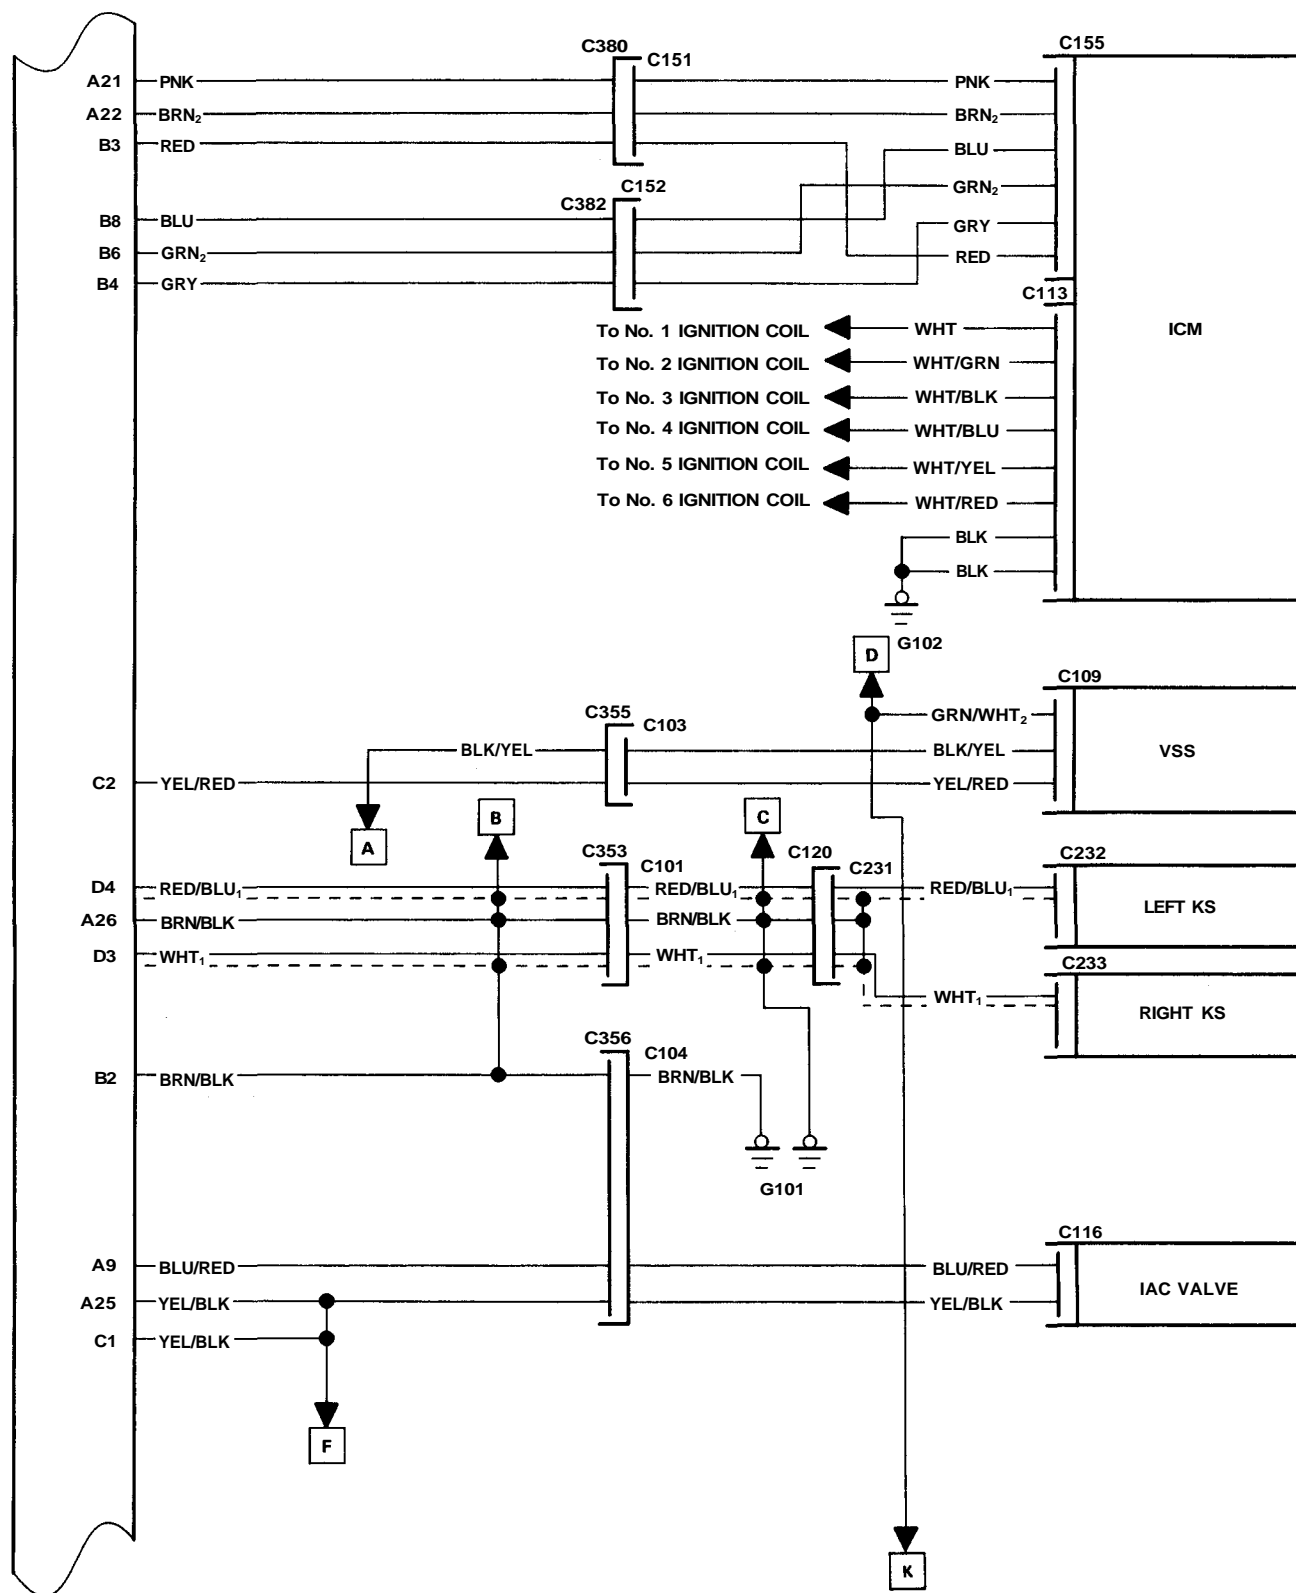 C380
C151
C155
A21 PNK PNK
A22 BRN₂ BRN₂
B3 RED BLU
C152
GRN₂
C382
B8 BLU GRY
B6 GRN₂ RED
B4 GRY
C113
ICM
To No. 1 IGNITION COIL WHT
To No. 2 IGNITION COIL WHT/GRN
To No. 3 IGNITION COIL WHT/BLK
To No. 4 IGNITION COIL WHT/BLU
To No. 5 IGNITION COIL WHT/YEL
To No. 6 IGNITION COIL WHT/RED
BLK
BLK
G102
D
C109
C355
C103
GRN/WHT₂
BLK/YEL BLK/YEL
VSS
C2 YEL/RED YEL/RED
B
C
A
C353
C101
C120
C231
C232
D4 RED/BLU₁ RED/BLU₁ RED/BLU₁
LEFT KS
A26 BRN/BLK BRN/BLK
D3 WHT₁ WHT₁
C233
WHT₁
RIGHT KS
C356
C104
B2 BRN/BLK BRN/BLK
G101
C116
A9 BLU/RED BLU/RED
IAC VALVE
A25 YEL/BLK YEL/BLK
C1 YEL/BLK
F
K